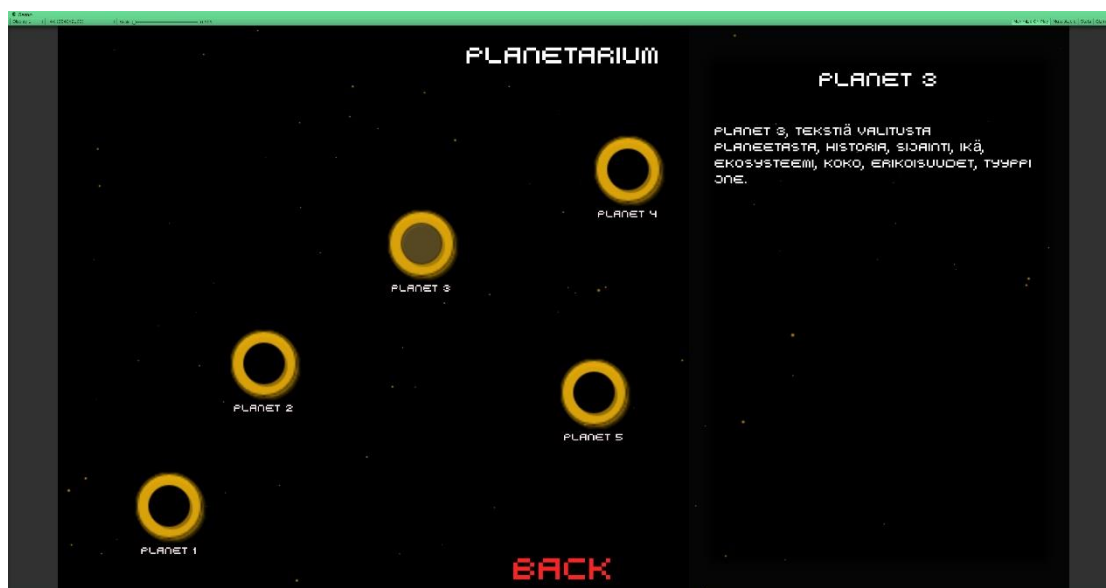 PLANETARIUM
PLANET 3
PLANET 3, TEKSTIÄ VALITUSTA
PLANEETASTA, HISTORIA, SIJAINTI, IKÄ,
EKOSYSTEEMI, KOKO, ERIKOISUUDET, TYYPPI
JNE.
PLANET 4
PLANET 3
PLANET 2
PLANET 5
PLANET 1
BACK